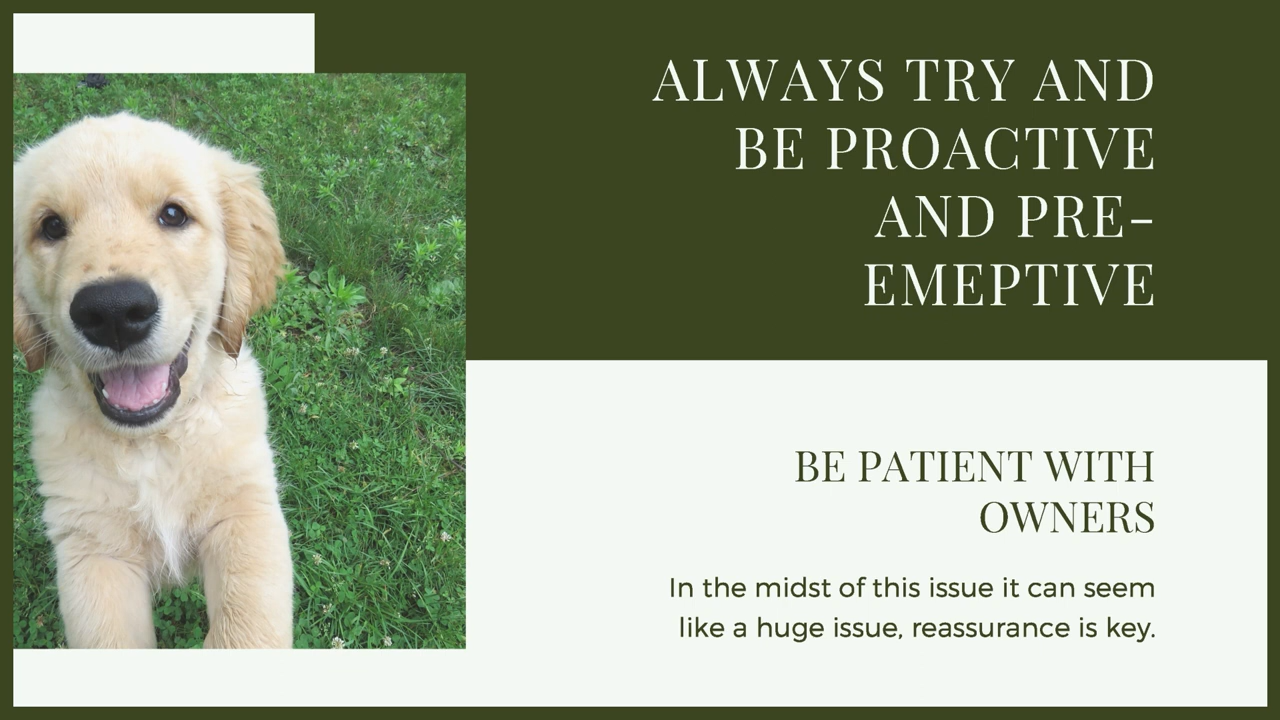 ALWAYS TRY AND
BE PROACTIVE
AND PRE-
EMEPTIVE
BE PATIENT WITH
OWNERS
In the midst of this issue it can seem
like a huge issue, reassurance is key.